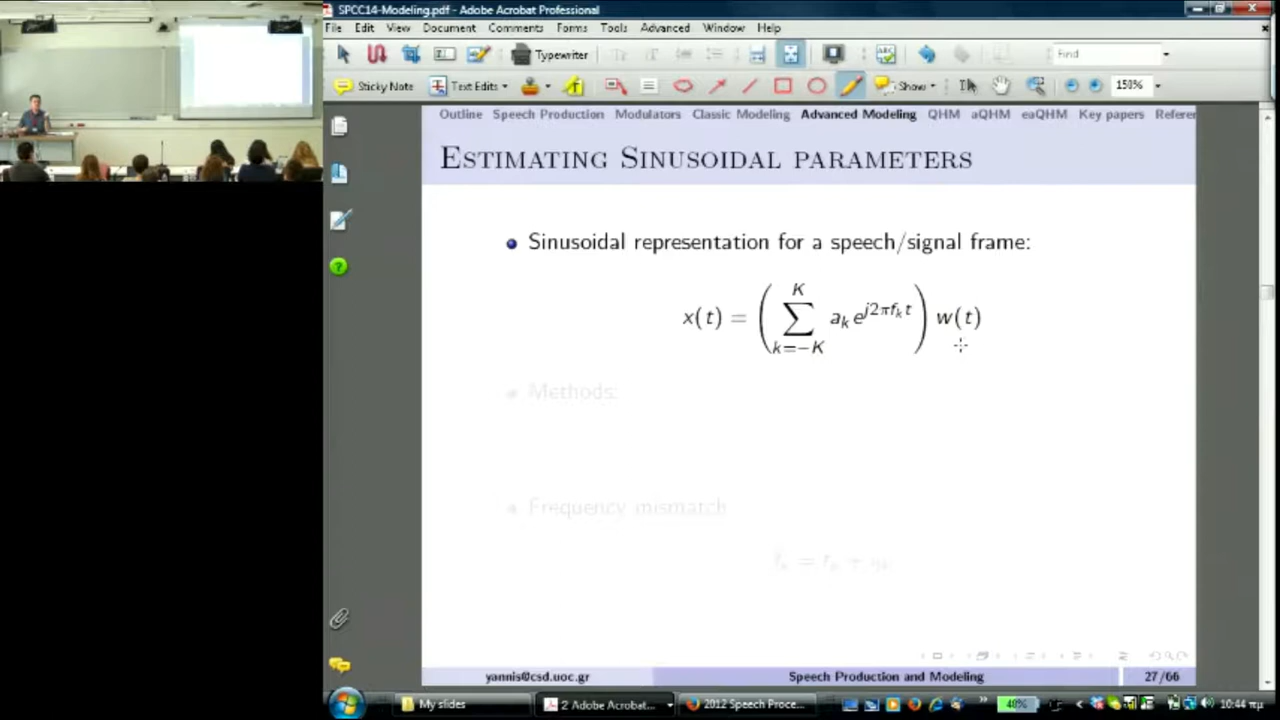 SPCC14-Modeling.pdf - Adobe Acrobat Professional
File Edit View Document Comments Forms Tools Advanced Window Help
Typewriter Find
Sticky Note Text Edits Show 158%
Outline Speech Production Modulators Classic Modeling Advanced Modeling QHM aQHM eaQHM Key papers Referen
ESTIMATING SINUSOIDAL PARAMETERS
Sinusoidal representation for a speech/signal frame:
x(t) = ( K ∑ k=−K a_k e^{j2πf_k t} ) w(t)
Methods:
Frequency mismatch
yannis@csd.uoc.gr Speech Production and Modeling 27/66
My slides 2 Adobe Acrobat... 2012 Speech Proce... 48% 10:44 πμ